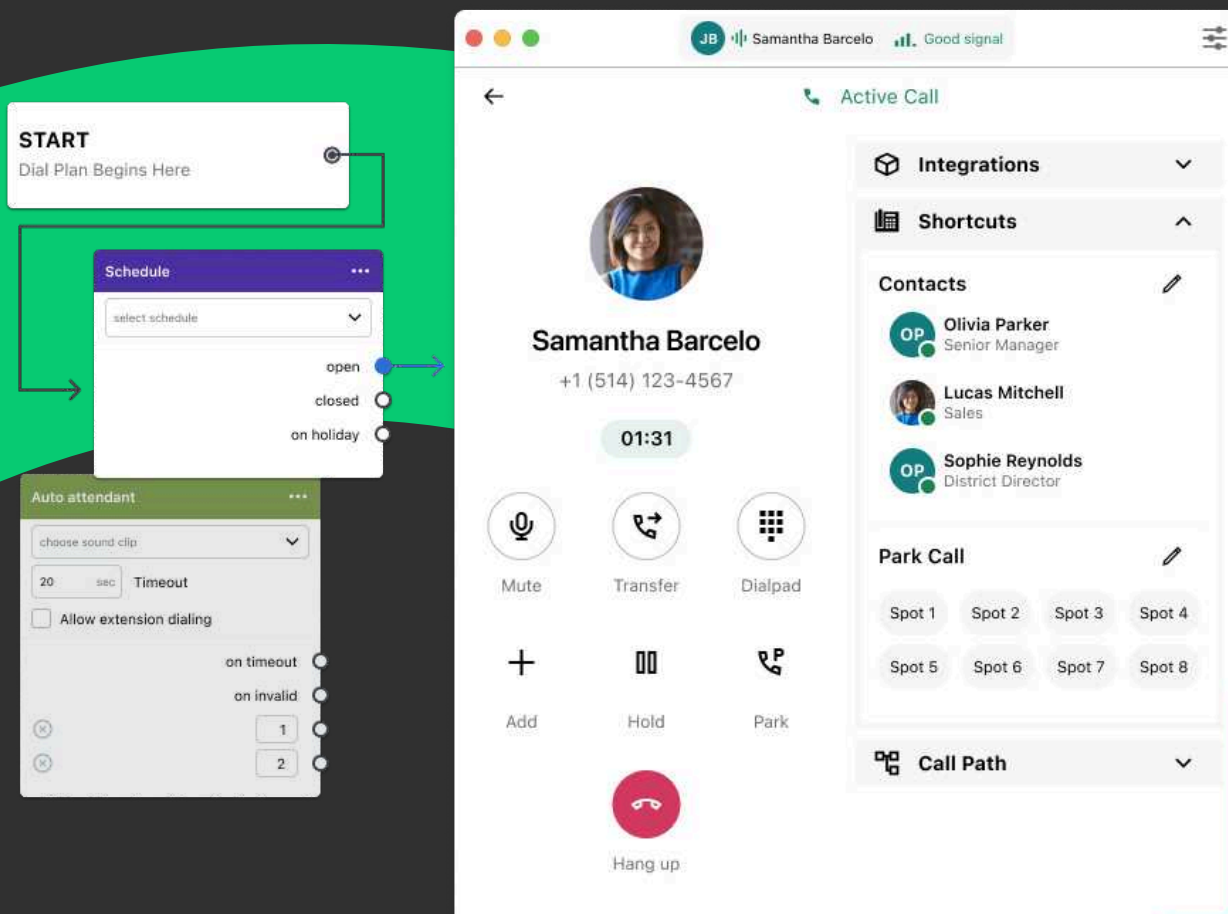 START
Dial Plan Begins Here
Schedule
select schedule
open
closed
on holiday
Auto attendant
choose sound clip
20 sec Timeout
Allow extension dialing
on timeout
on invalid
1
2
JB Samantha Barcelo Good signal
Active Call
Samantha Barcelo
+1 (514) 123-4567
01:31
Mute Transfer Dialpad
Add Hold Park
Hang up
Integrations
Shortcuts
Contacts
OP Olivia Parker
Senior Manager
Lucas Mitchell
Sales
OP Sophie Reynolds
District Director
Park Call
Spot 1 Spot 2 Spot 3 Spot 4
Spot 5 Spot 6 Spot 7 Spot 8
Call Path